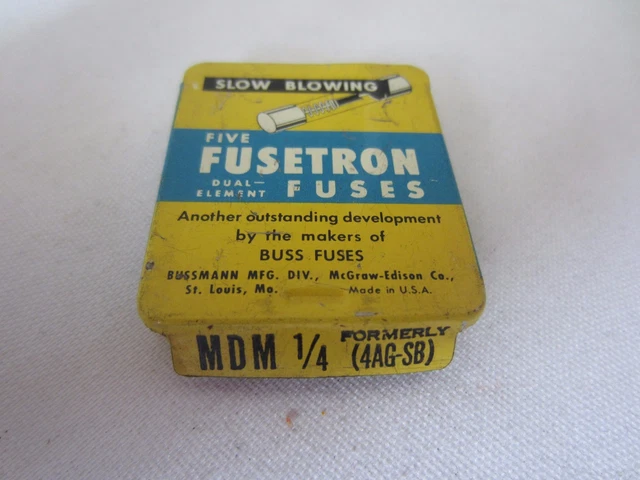 SLOW BLOWING
FIVE
FUSETRON
DUAL-
ELEMENT FUSES
Another outstanding development
by the makers of
BUSS FUSES
BUSSMANN MFG. DIV., McGraw-Edison Co.,
St. Louis, Mo. Made in U.S.A.
MDM 1/4 FORMERLY
(4AG-SB)